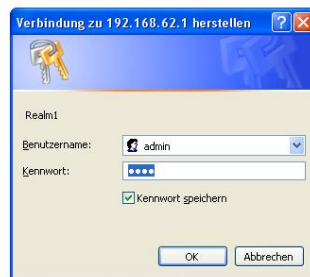 Verbindung zu 192.168.62.1 herstellen
Realm1
Benutzername:
admin
Kennwort:
Kennwort speichern
OK
Abbrechen